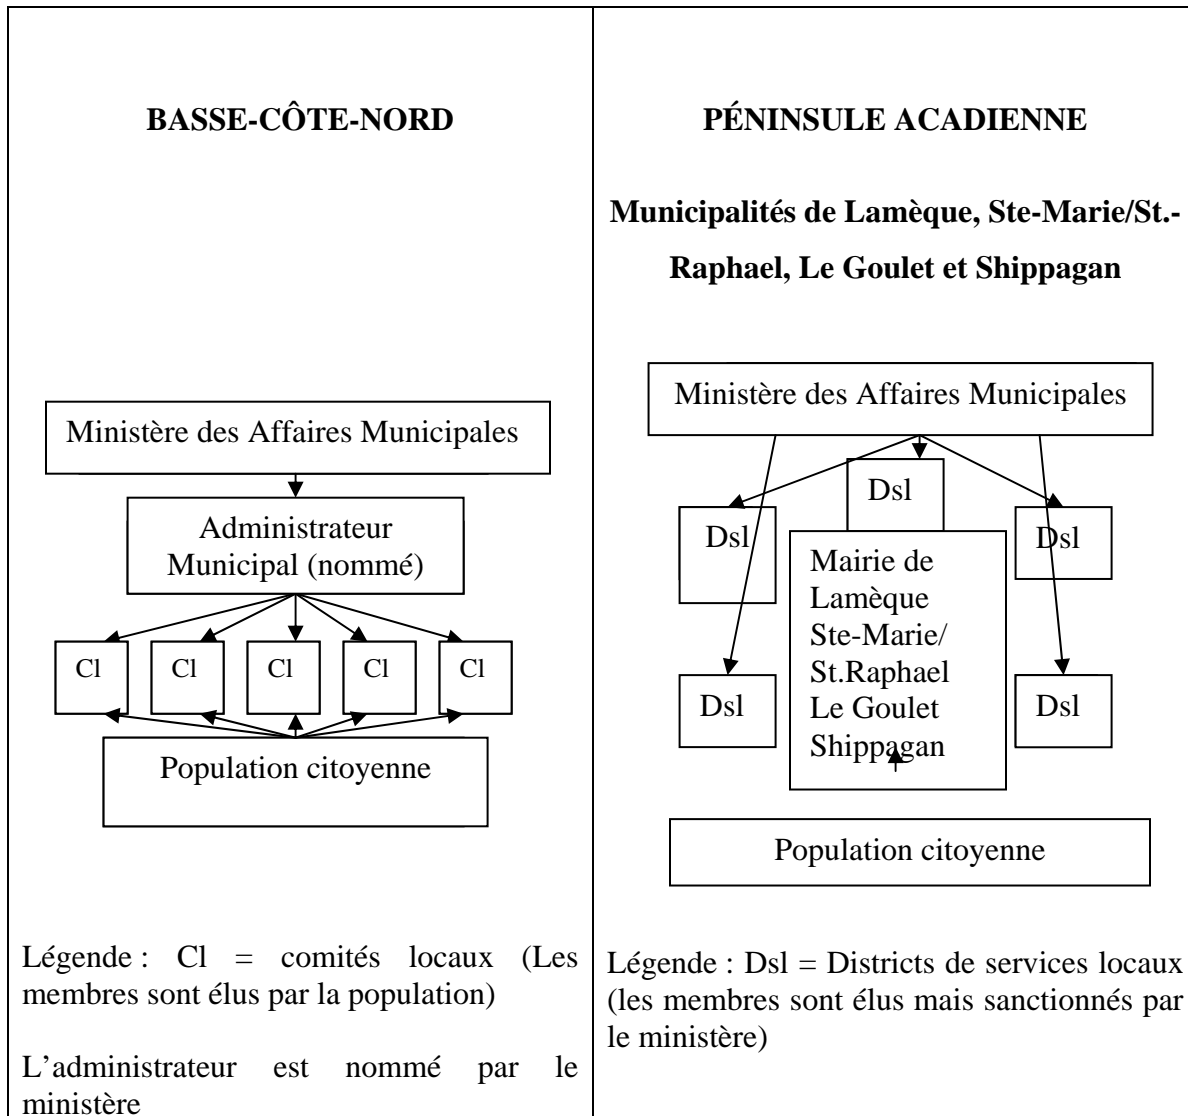 BASSE-CÔTE-NORD
Ministère des Affaires Municipales
Administrateur
Municipal (nommé)
Cl
Cl
Cl
Cl
Cl
Population citoyenne
Légende : Cl = comités locaux (Les
membres sont élus par la population)
L’administrateur est nommé par le
ministère
PÉNINSULE ACADIENNE
Municipalités de Lamèque, Ste-Marie/St.-
Raphael, Le Goulet et Shippagan
Ministère des Affaires Municipales
Dsl
Dsl
Dsl
Mairie de
Lamèque
Ste-Marie/
St.Raphael
Le Goulet
Shippagan
Dsl
Dsl
Population citoyenne
Légende : Dsl = Districts de services locaux
(les membres sont élus mais sanctionnés par
le ministère)